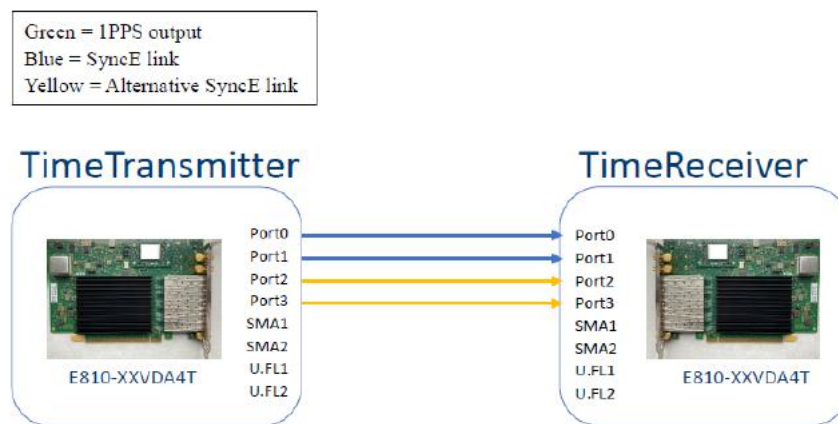 Green = 1PPS output
Blue = SyncE link
Yellow = Alternative SyncE link
TimeTransmitter
TimeReceiver
Port0
Port1
Port2
Port3
SMA1
SMA2
U.FL1
U.FL2
E810-XXVDA4T
Port0
Port1
Port2
Port3
SMA1
SMA2
U.FL1
U.FL2
E810-XXVDA4T